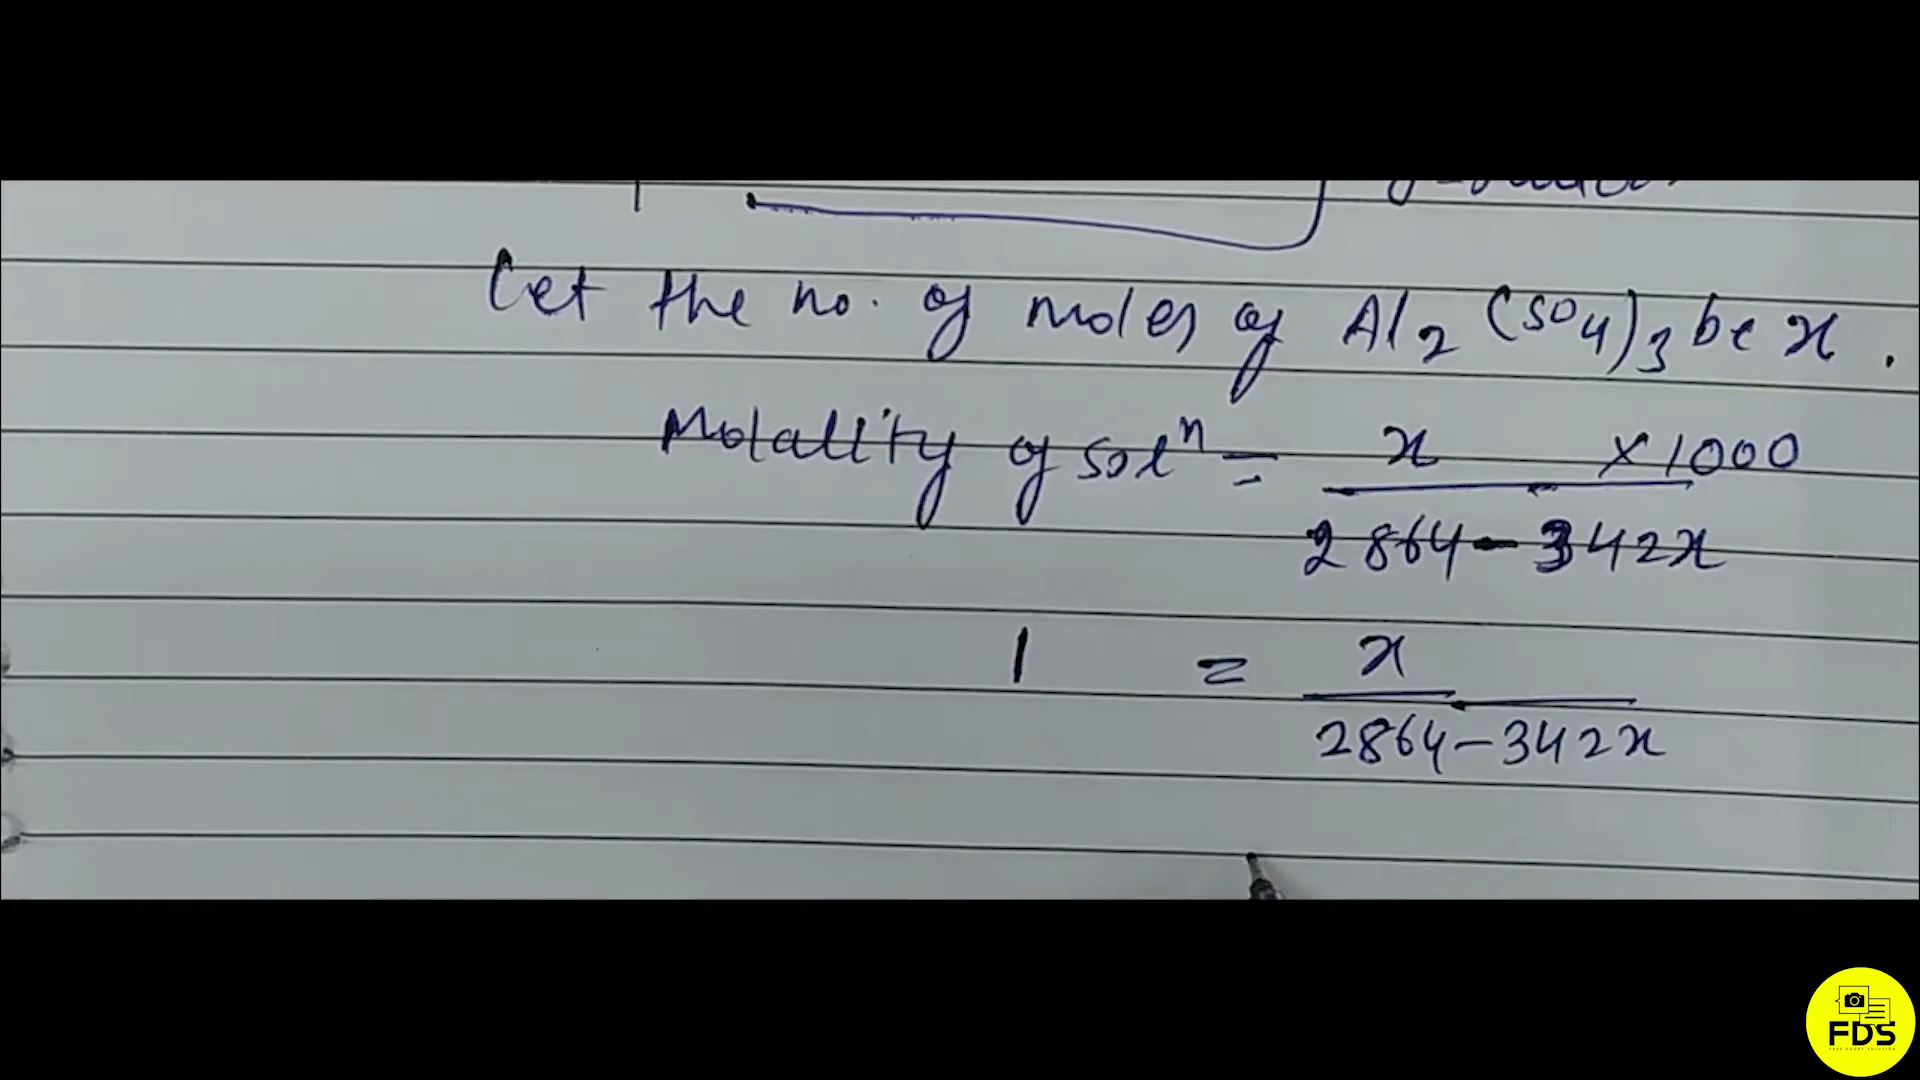 Let the no. of moles of Al2 (SO4)3 be x.
Molality of solⁿ = x × 1000
2864 - 342x
1 = x
2864 - 342x
FDS